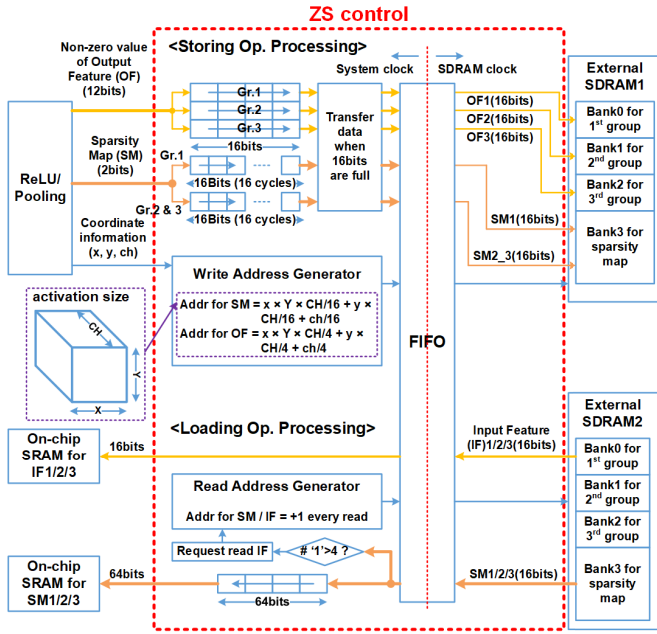 ZS control
Non-zero value
of Output
Feature (OF)
(12bits)
<Storing Op. Processing>
System clock
SDRAM clock
External
SDRAM1
Gr.1
Gr.2
Gr.3
16bits
Transfer
data
when
16bits
are full
OF1(16bits)
OF2(16bits)
OF3(16bits)
Bank0 for
1st group
Bank1 for
2nd group
Bank2 for
3rd group
Bank3 for
sparsity
map
ReLU/
Pooling
Sparsity
Map (SM)
(2bits)
Gr.1
16Bits (16 cycles)
Gr.2 & 3
16Bits (16 cycles)
SM1(16bits)
SM2_3(16bits)
Coordinate
information
(x, y, ch)
Write Address Generator
Addr for SM = x × Y × CH/16 + y ×
CH/16 + ch/16
Addr for OF = x × Y × CH/4 + y ×
CH/4 + ch/4
FIFO
activation size
CH
Y
X
<Loading Op. Processing>
External
SDRAM2
On-chip
SRAM for
IF1/2/3
16bits
Input Feature
(IF)1/2/3(16bits)
Bank0 for
1st group
Bank1 for
2nd group
Bank2 for
3rd group
Bank3 for
sparsity
map
Read Address Generator
Addr for SM / IF = +1 every read
Request read IF
# ‘1’>4 ?
On-chip
SRAM for
SM1/2/3
64bits
64bits
SM1/2/3(16bits)